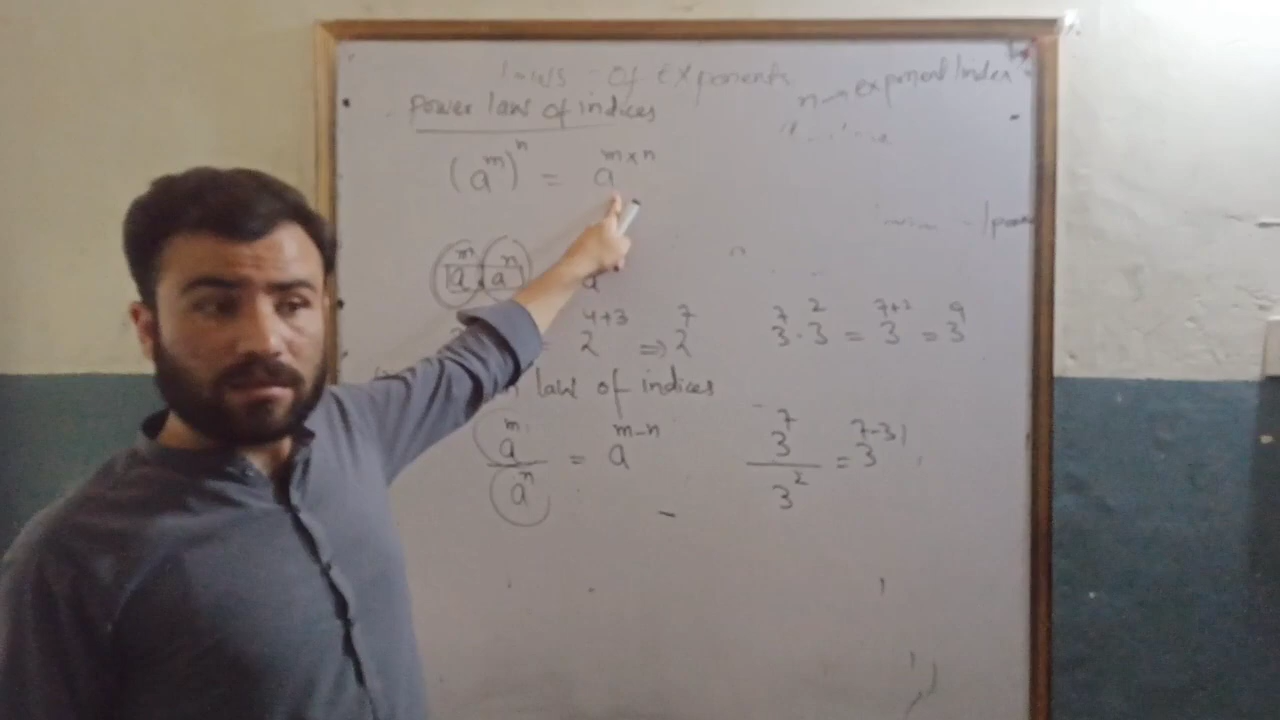 laws of exponents
n → exponent/index
Power law of indices
(a^m)^n = a^{m×n}
a^m . a^n a
= 2^{4+3} ⇒ 2^7 3^7 . 3^2 = 3^{7+2} = 3^9
law of indices
a^m / a^n = a^{m-n} 3^7 / 3^2 = 3^{7-3}